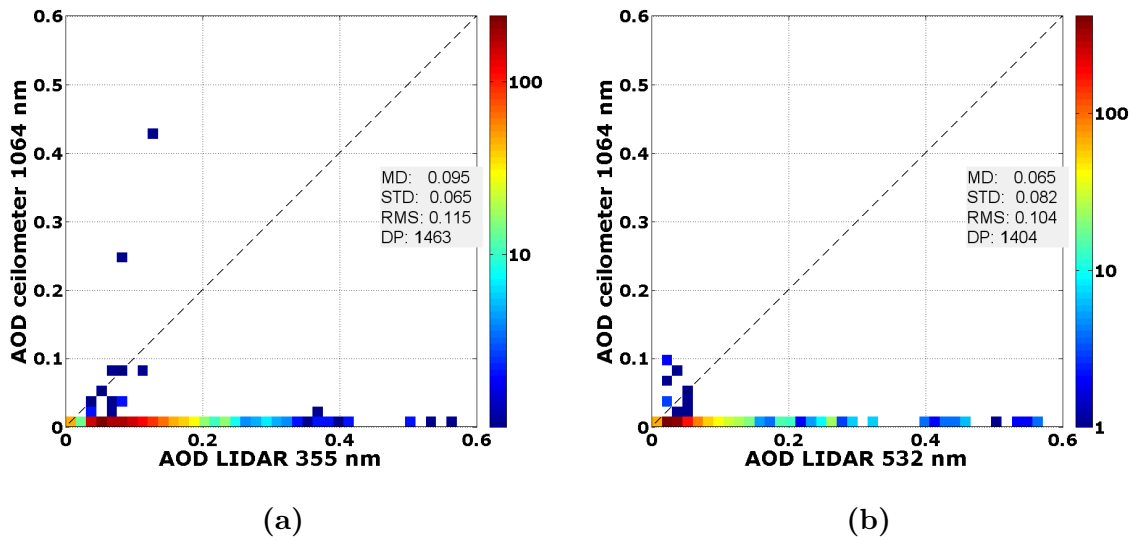 0.6
0.5
0.4
0.3
0.2
0.1
0
AOD ceilometer 1064 nm
0
0.2
0.4
0.6
AOD LIDAR 355 nm
MD: 0.095
STD: 0.065
RMS: 0.115
DP: 1463
100
10
(a)
0.6
0.5
0.4
0.3
0.2
0.1
0
AOD ceilometer 1064 nm
0
0.2
0.4
0.6
AOD LIDAR 532 nm
MD: 0.065
STD: 0.082
RMS: 0.104
DP: 1404
100
10
1
(b)